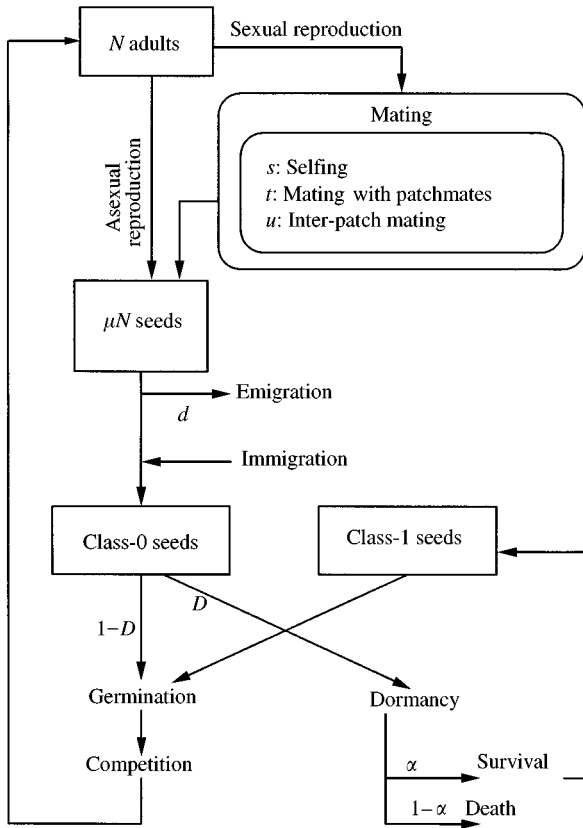 N adults
Sexual reproduction
Mating
s: Selfing
t: Mating with patchmates
u: Inter-patch mating
Asexual
reproduction
μN seeds
Emigration
d
Immigration
Class-0 seeds
Class-1 seeds
D
1−D
Germination
Dormancy
Competition
α
Survival
1−α
Death